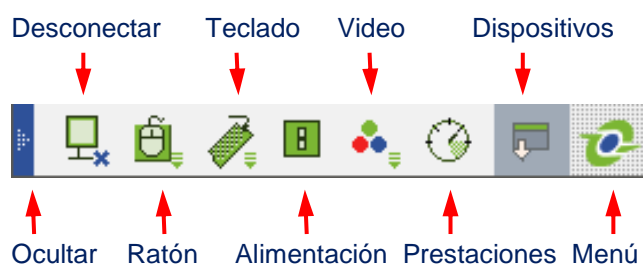 Desconectar Teclado Video Dispositivos
Ocultar Ratón Alimentación Prestaciones Menú